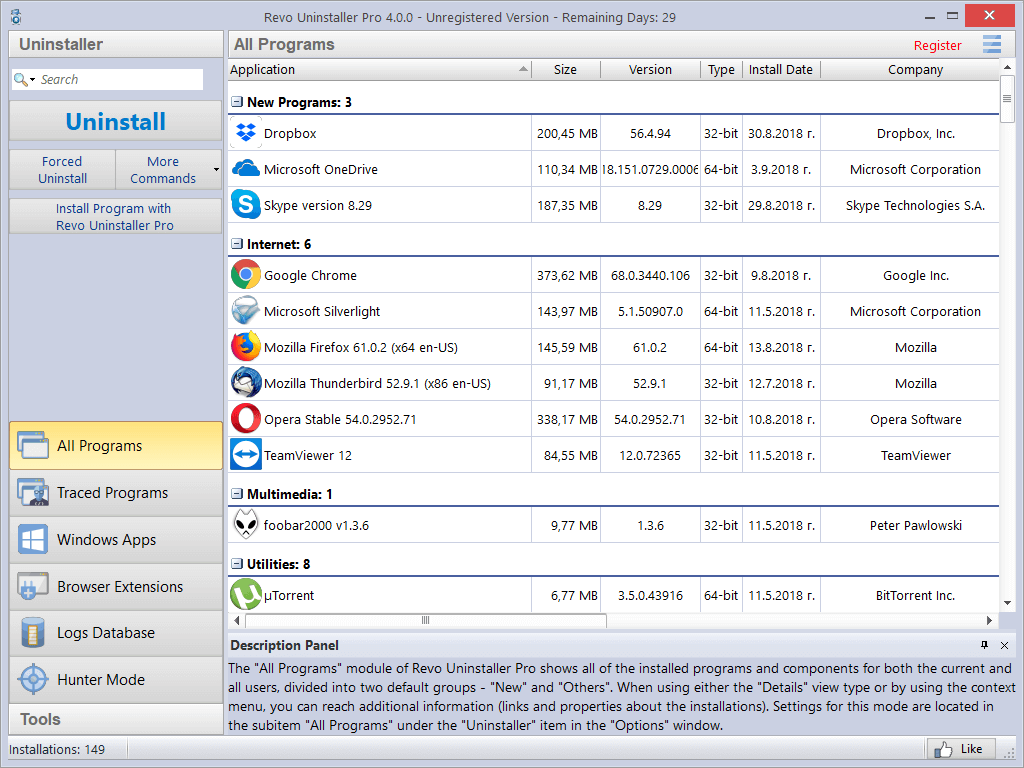 Revo Uninstaller Pro 4.0.0 - Unregistered Version - Remaining Days: 29
Uninstaller
Search
Uninstall
Forced
Uninstall
More
Commands
Install Program with
Revo Uninstaller Pro
All Programs
Traced Programs
Windows Apps
Browser Extensions
Logs Database
Hunter Mode
Tools
All Programs
Register
Application Size Version Type Install Date Company
New Programs: 3
Dropbox 200,45 MB 56.4.94 32-bit 30.8.2018 г. Dropbox, Inc.
Microsoft OneDrive 110,34 MB 18.151.0729.0006 64-bit 3.9.2018 г. Microsoft Corporation
Skype version 8.29 187,35 MB 8.29 32-bit 29.8.2018 г. Skype Technologies S.A.
Internet: 6
Google Chrome 373,62 MB 68.0.3440.106 32-bit 9.8.2018 г. Google Inc.
Microsoft Silverlight 143,97 MB 5.1.50907.0 64-bit 11.5.2018 г. Microsoft Corporation
Mozilla Firefox 61.0.2 (x64 en-US) 145,59 MB 61.0.2 64-bit 13.8.2018 г. Mozilla
Mozilla Thunderbird 52.9.1 (x86 en-US) 91,17 MB 52.9.1 32-bit 12.7.2018 г. Mozilla
Opera Stable 54.0.2952.71 338,17 MB 54.0.2952.71 32-bit 10.8.2018 г. Opera Software
TeamViewer 12 84,55 MB 12.0.72365 32-bit 11.5.2018 г. TeamViewer
Multimedia: 1
foobar2000 v1.3.6 9,77 MB 1.3.6 32-bit 11.5.2018 г. Peter Pawlowski
Utilities: 8
µTorrent 6,77 MB 3.5.0.43916 64-bit 11.5.2018 г. BitTorrent Inc.
Description Panel
The "All Programs" module of Revo Uninstaller Pro shows all of the installed programs and components for both the current and
all users, divided into two default groups - "New" and "Others". When using either the "Details" view type or by using the context
menu, you can reach additional information (links and properties about the installations). Settings for this mode are located in
the subitem "All Programs" under the "Uninstaller" item in the "Options" window.
Installations: 149
Like